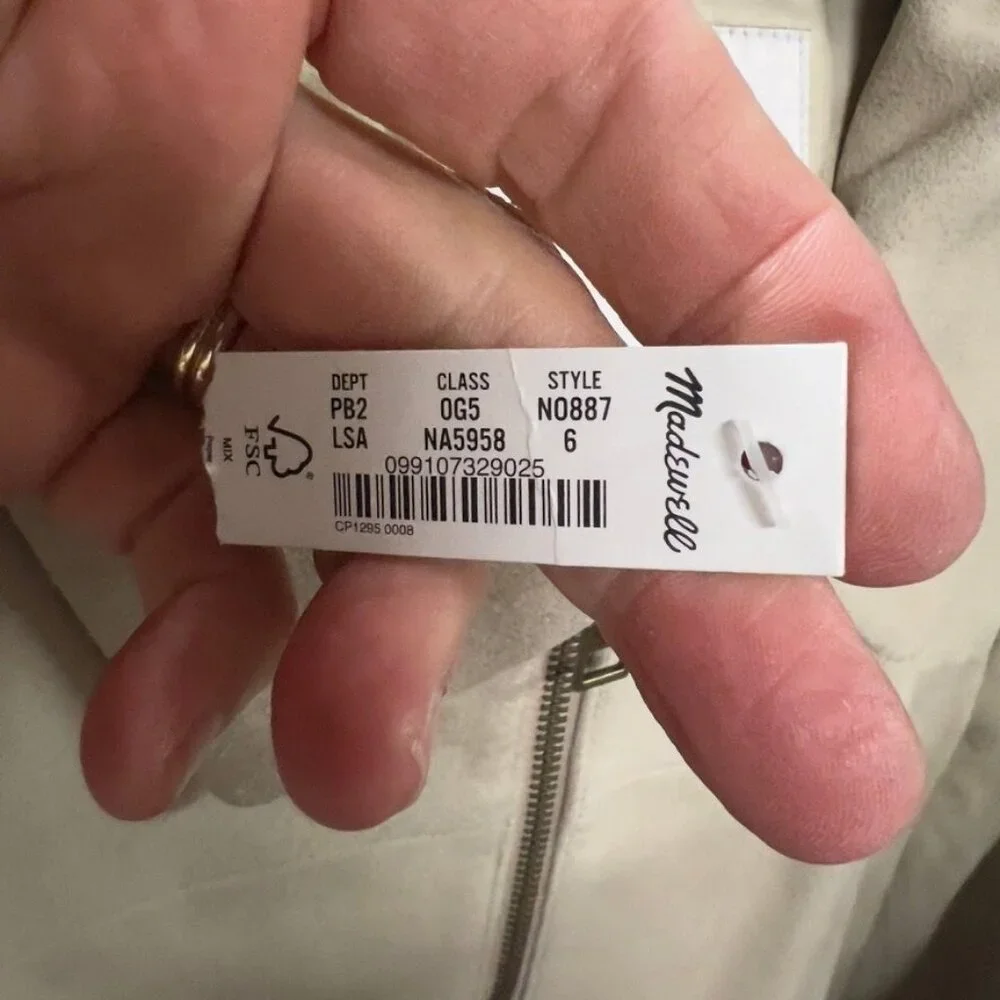 DEPT CLASS STYLE
PB2 0G5 N0887
LSA NA5958 6
099107329025
CP1295 0008
Madewell
FSC
MIX